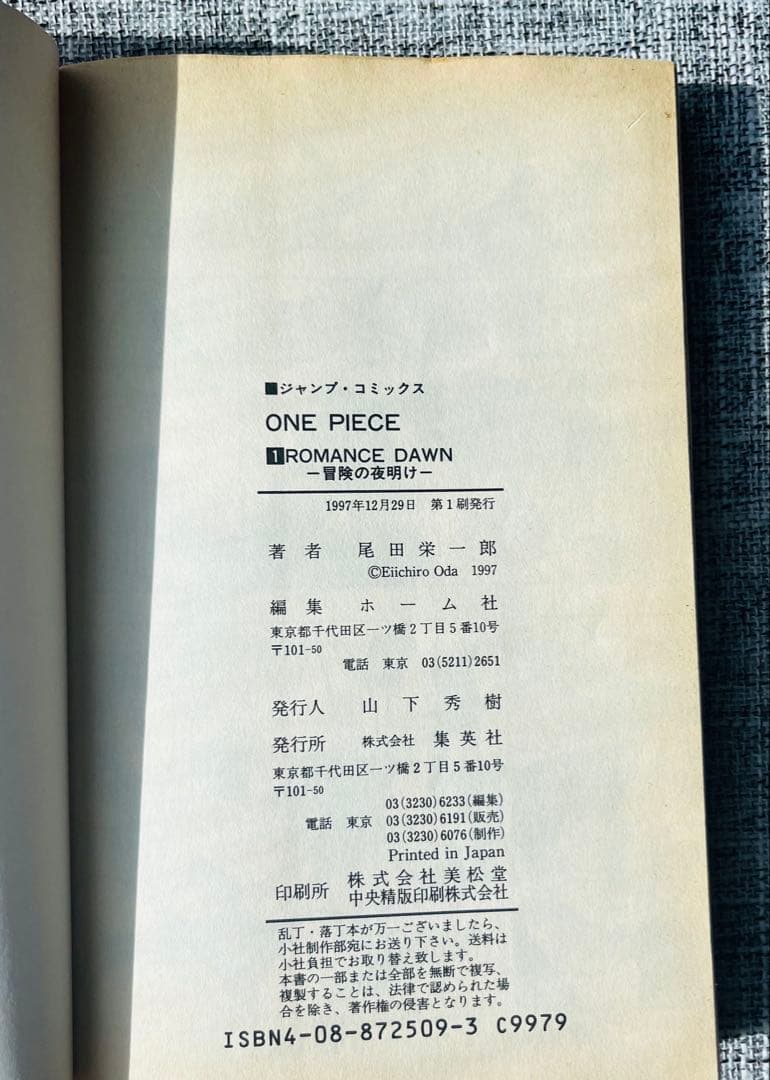 ■ジャンプ・コミックス
ONE PIECE
1 ROMANCE DAWN
―冒険の夜明け―
1997年12月29日 第1刷発行
著者 尾田栄一郎
©Eiichiro Oda 1997
編集 ホーム社
東京都千代田区一ツ橋2丁目5番10号
〒101-50
電話 東京 03(5211)2651
発行人 山下秀樹
発行所 株式会社 集英社
東京都千代田区一ツ橋2丁目5番10号
〒101-50
03(3230)6233(編集)
電話 東京 03(3230)6191(販売)
03(3230)6076(制作)
Printed in Japan
印刷所 株式会社美松堂
中央精版印刷株式会社
乱丁・落丁本が万一ございましたら、
小社制作部宛にお送り下さい。送料は
小社負担でお取り替え致します。
本書の一部または全部を無断で複写、
複製することは、法律で認められた場
合を除き、著作権の侵害となります。
ISBN4-08-872509-3 C9979